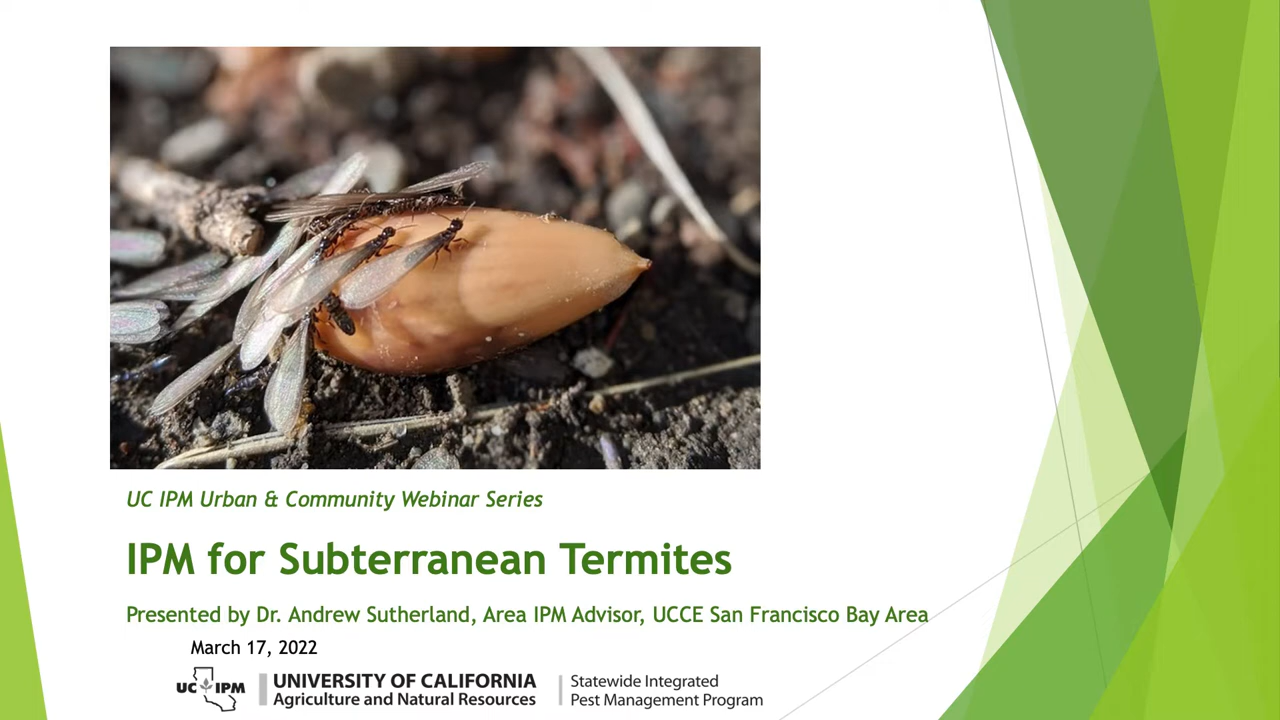 UC IPM Urban & Community Webinar Series
IPM for Subterranean Termites
Presented by Dr. Andrew Sutherland, Area IPM Advisor, UCCE San Francisco Bay Area
March 17, 2022
UC IPM
UNIVERSITY OF CALIFORNIA
Agriculture and Natural Resources
Statewide Integrated
Pest Management Program